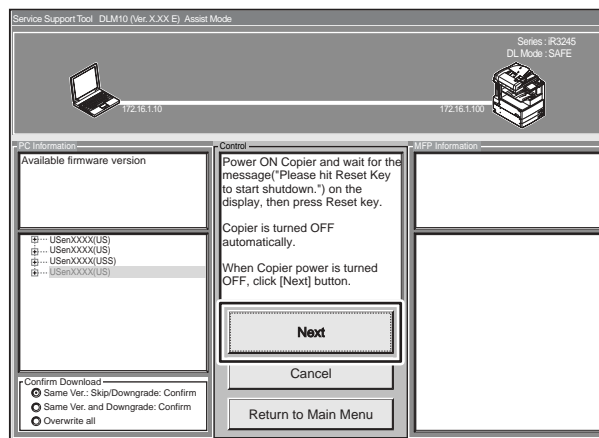 Service Support Tool DLM10 (Ver. X.XX E) Assist Mode
Series : iR3245
DL Mode : SAFE
172.16.1.10
172.16.1.100
PC Information
Available firmware version
USenXXXX(US)
USenXXXX(US)
USenXXXX(USS)
USenXXXX(US)
Confirm Download
Same Ver.: Skip/Downgrade: Confirm
Same Ver. and Downgrade: Confirm
Overwrite all
Control
Power ON Copier and wait for the
message("Please hit Reset Key
to start shutdown.") on the
display, then press Reset key.
Copier is turned OFF
automatically.
When Copier power is turned
OFF, click [Next] button.
Next
Cancel
Return to Main Menu
MFP Information